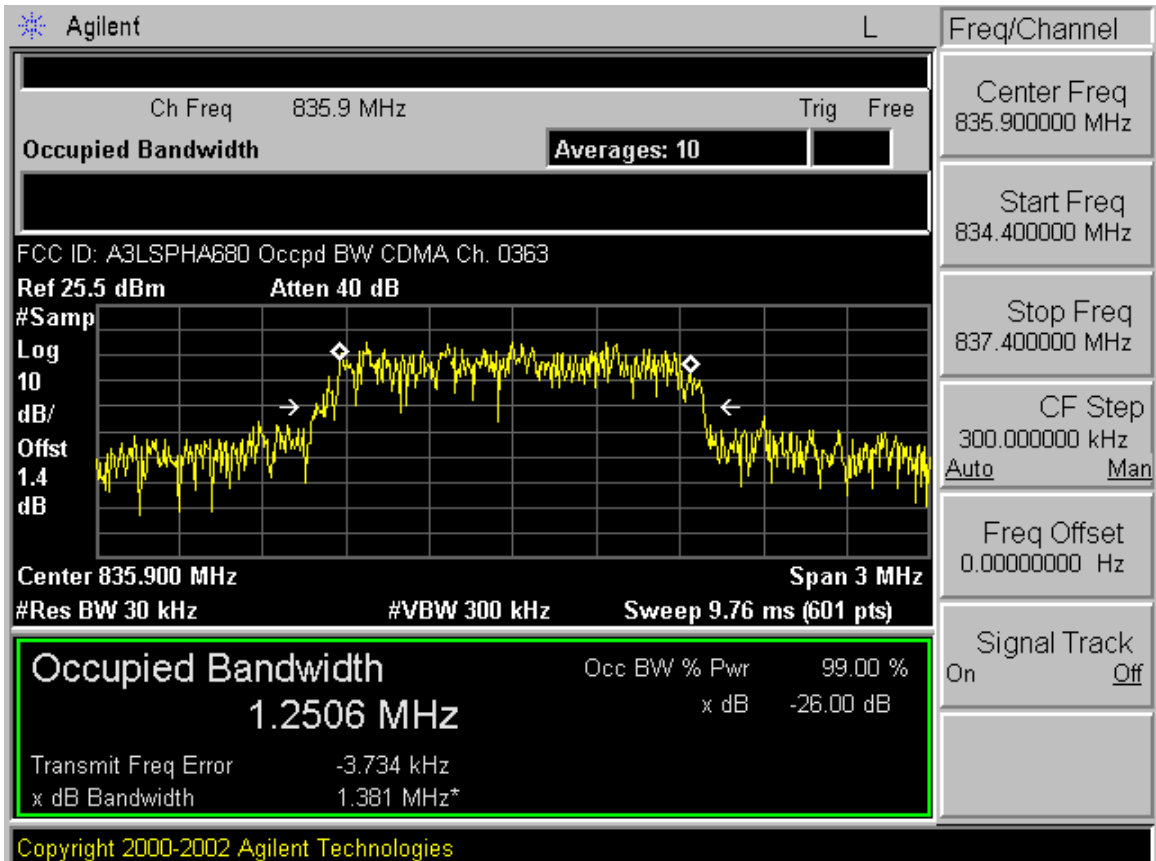 Agilent
L
Freq/Channel
Ch Freq 835.9 MHz Trig Free
Occupied Bandwidth Averages: 10
FCC ID: A3LSPHA680 Occpd BW CDMA Ch. 0363
Ref 25.5 dBm Atten 40 dB
#Samp
Log
10
dB/
Offst
1.4
dB
Center 835.900 MHz Span 3 MHz
#Res BW 30 kHz #VBW 300 kHz Sweep 9.76 ms (601 pts)
Occupied Bandwidth
1.2506 MHz
Occ BW % Pwr 99.00 %
x dB -26.00 dB
Transmit Freq Error -3.734 kHz
x dB Bandwidth 1.381 MHz*
Copyright 2000-2002 Agilent Technologies
Center Freq
835.900000 MHz
Start Freq
834.400000 MHz
Stop Freq
837.400000 MHz
CF Step
300.000000 kHz
Auto Man
Freq Offset
0.00000000 Hz
Signal Track
On Off